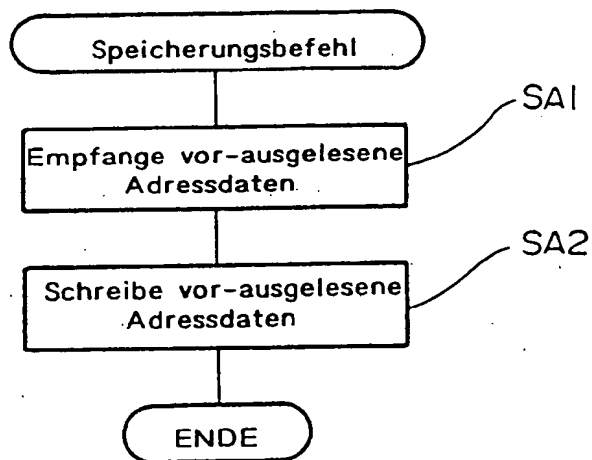 Speicherungsbefehl
SA1
Empfange vor-ausgelesene
Adressdaten
SA2
Schreibe vor-ausgelesene
Adressdaten
ENDE